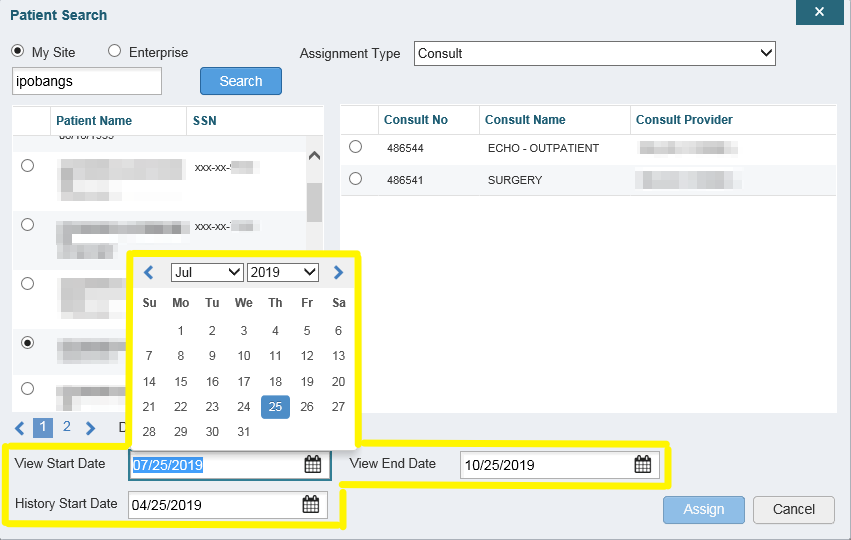 Patient Search
My Site Enterprise Assignment Type Consult
ipobangs Search
Patient Name SSN
Consult No Consult Name Consult Provider
xxx-xx-
486544 ECHO - OUTPATIENT
486541 SURGERY
xxx-xx-
Jul 2019
Su Mo Tu We Th Fr Sa
1 2 3 4 5 6
7 8 9 10 11 12 13
14 15 16 17 18 19 20
21 22 23 24 25 26 27
28 29 30 31
1 2
View Start Date 07/25/2019 View End Date 10/25/2019
History Start Date 04/25/2019
Assign Cancel